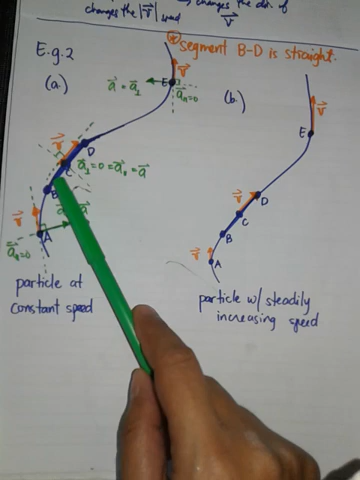 changes the |v⃗| speed
changes the dir. of
v⃗
E.g.2
* segment B-D is straight.
(a)
(b.)
a⃗ = a⃗⊥
E
v⃗
a⃗∥=0
v⃗
D
C
a⃗⊥=0=a⃗∥=a⃗
B
v⃗
A
a⃗∥=0
E
v⃗
v⃗
D
C
B
v⃗
A
particle at
constant speed
particle w/ steadily
increasing speed